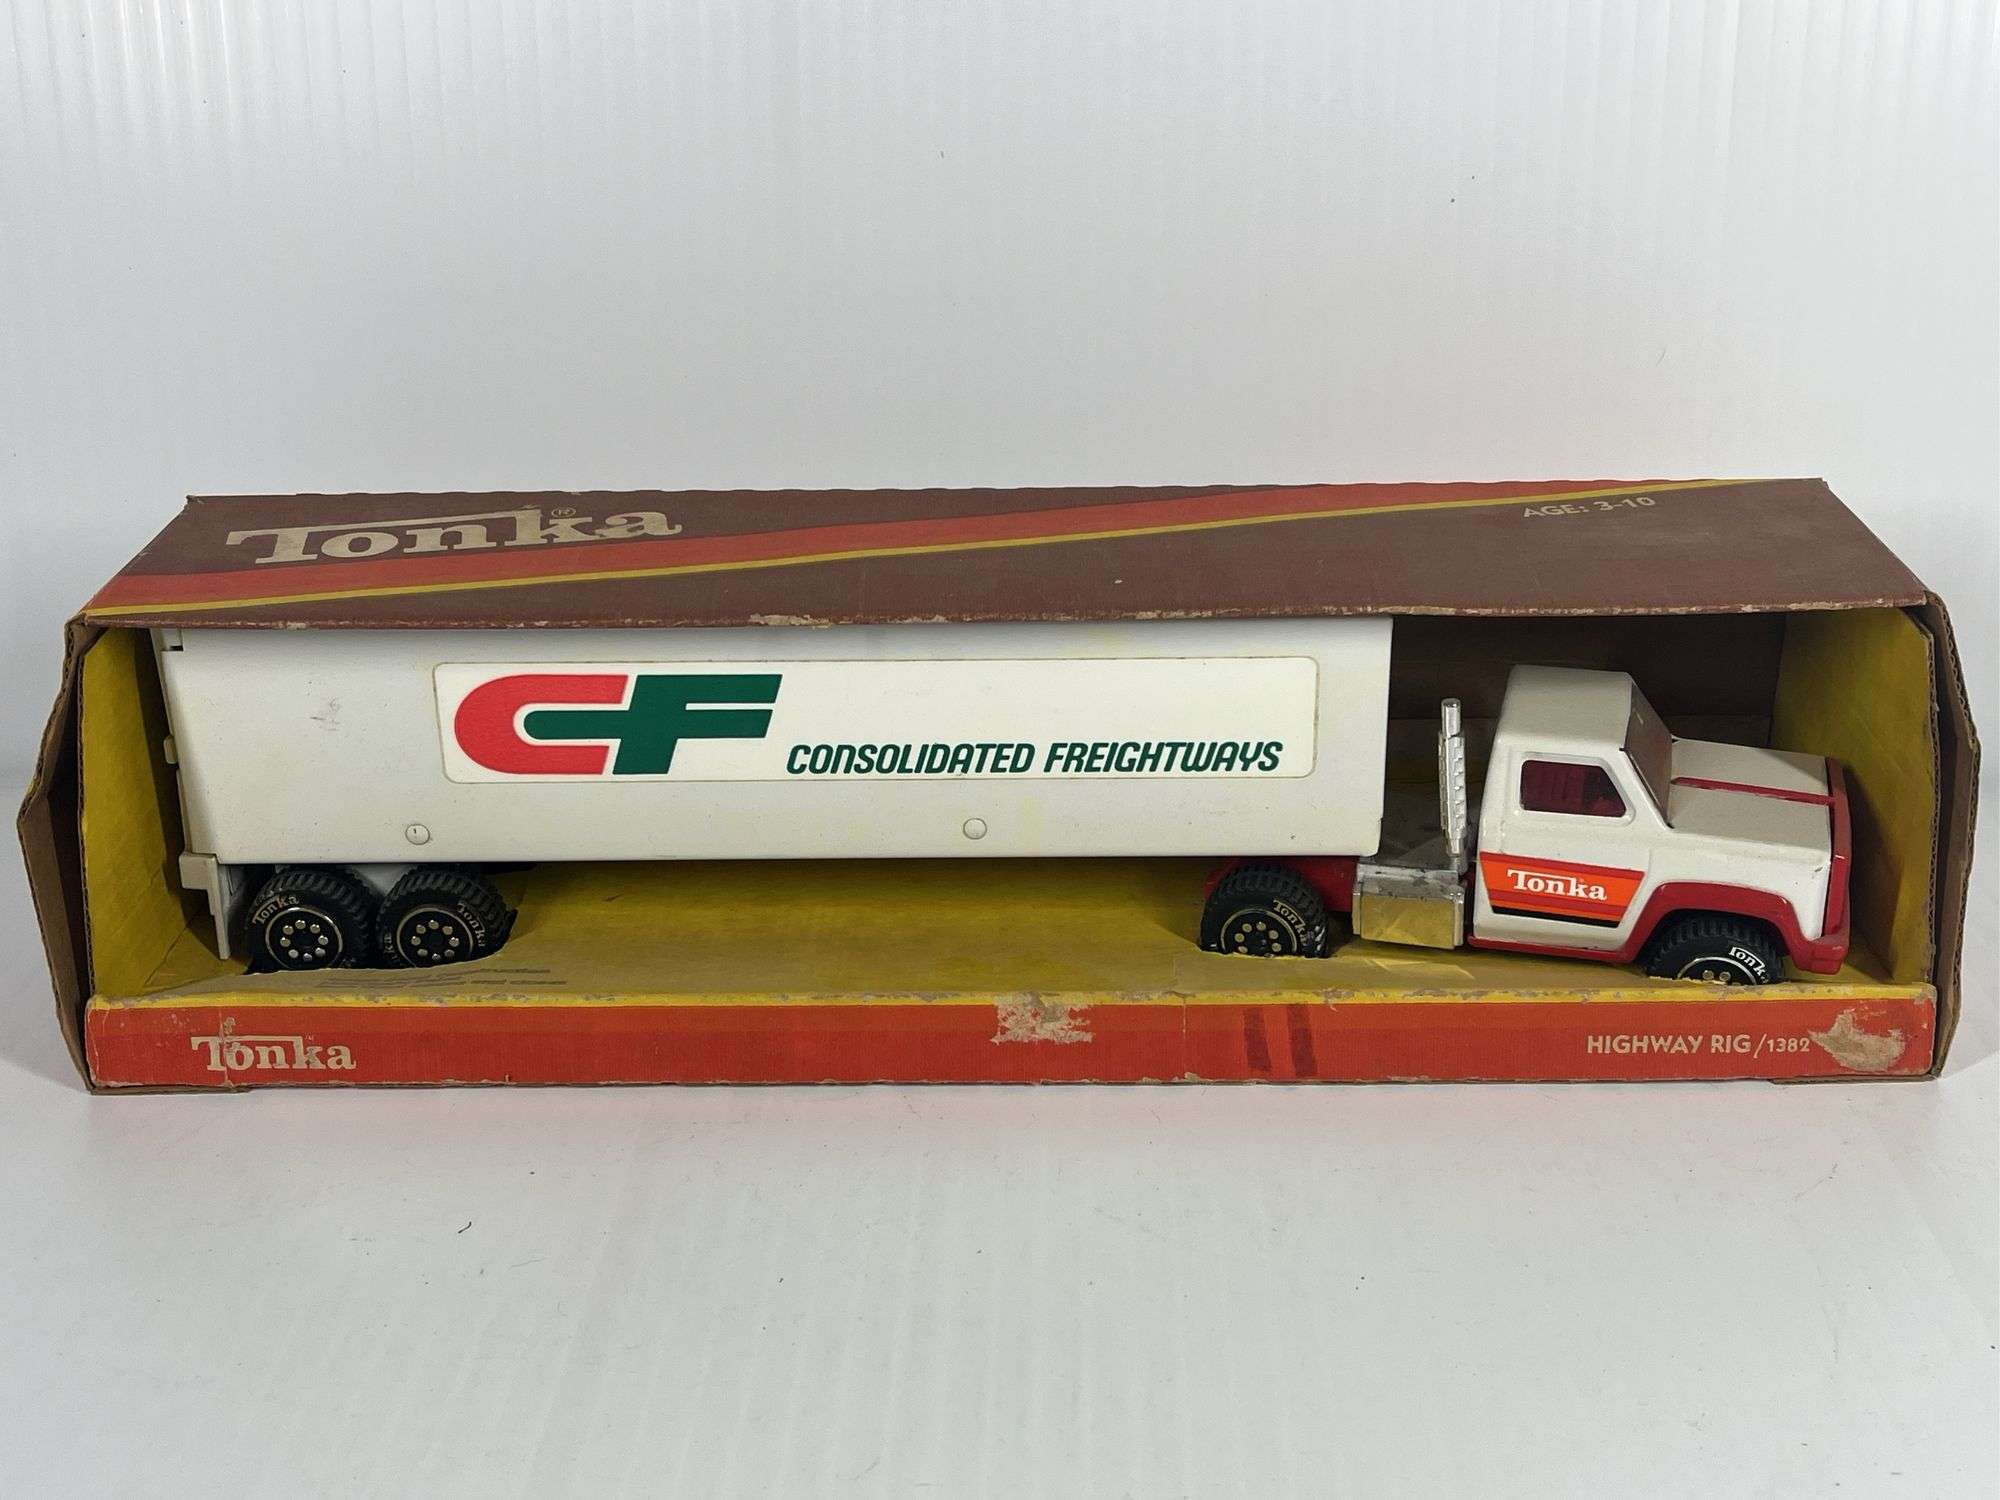 Tonka®
AGE: 3-10
CF CONSOLIDATED FREIGHTWAYS
Tonka
Tonka
Tonka
Tonka
Tonka
Tonka
HIGHWAY RIG/1382